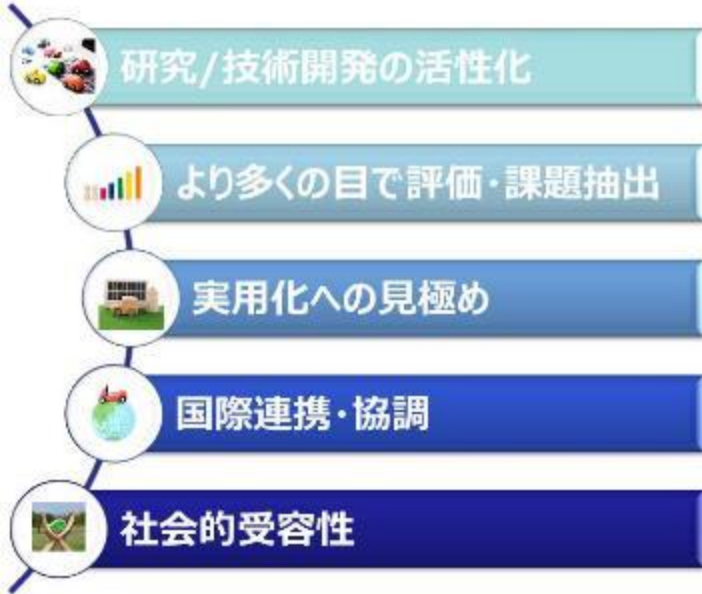 研究/技術開発の活性化
より多くの目で評価・課題抽出
実用化への見極め
国際連携・協調
社会的受容性